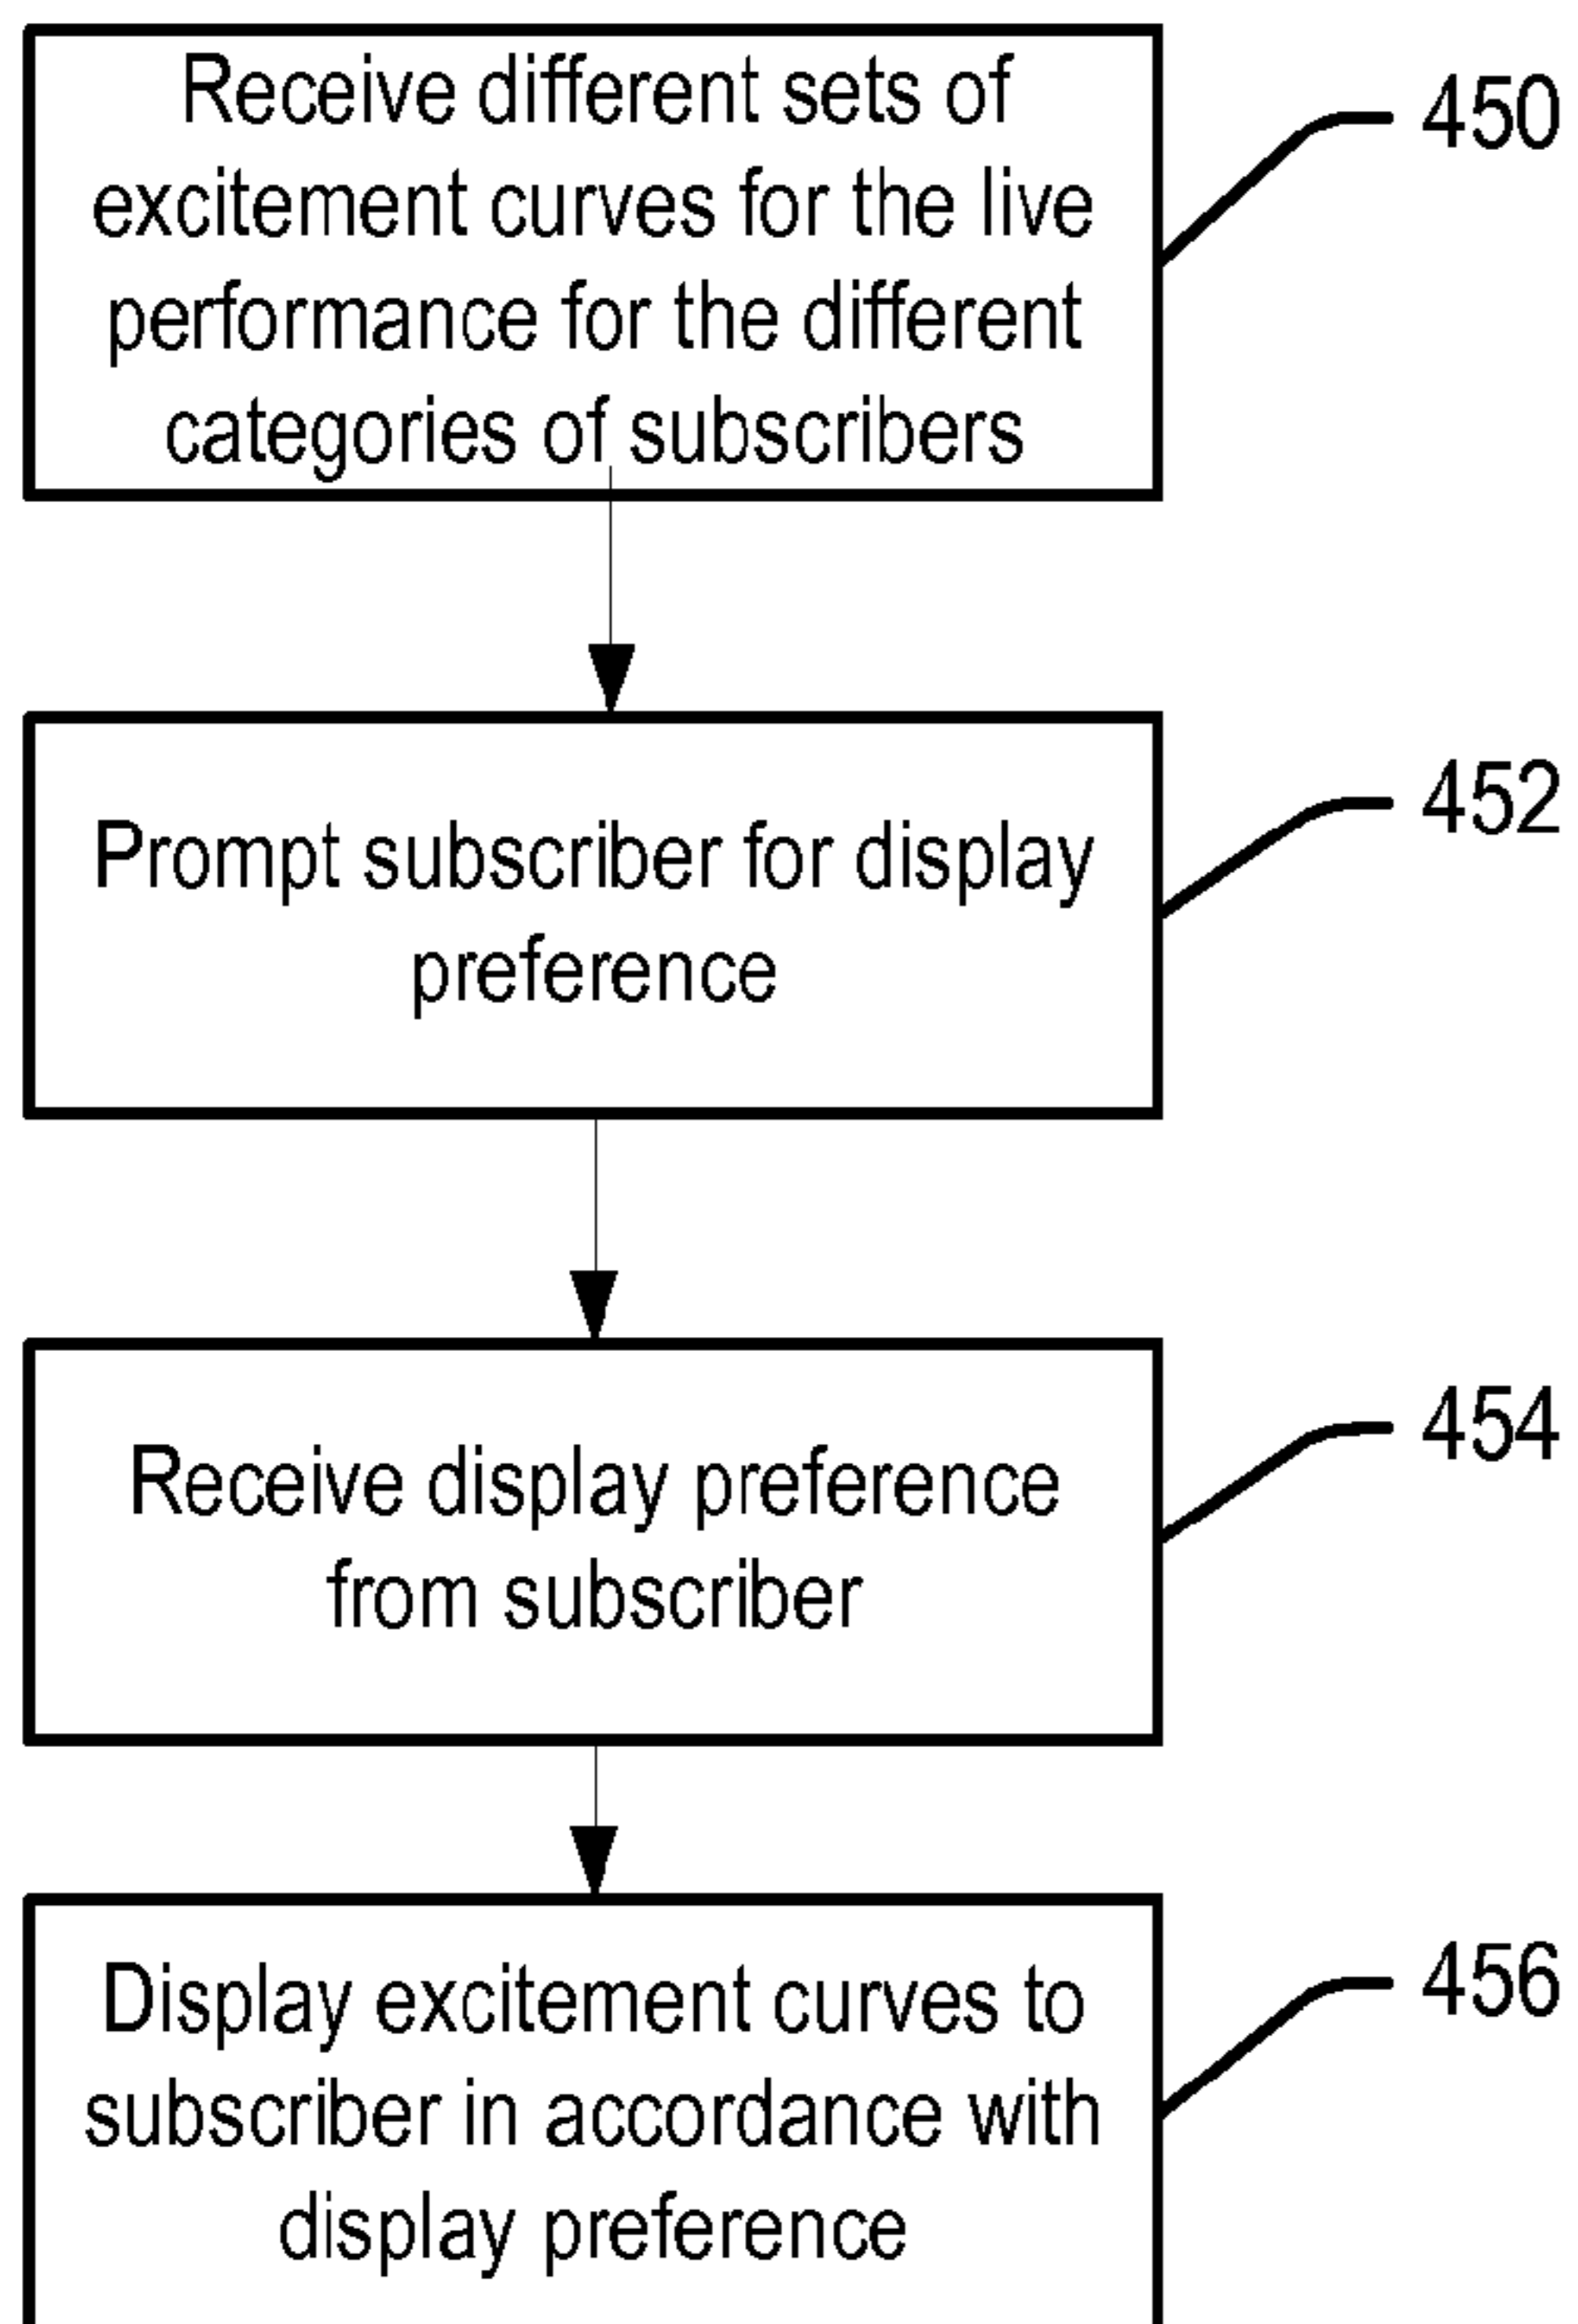 Receive different sets of
excitement curves for the live
performance for the different
categories of subscribers
450
Prompt subscriber for display
preference
452
Receive display preference
from subscriber
454
Display excitement curves to
subscriber in accordance with
display preference
456